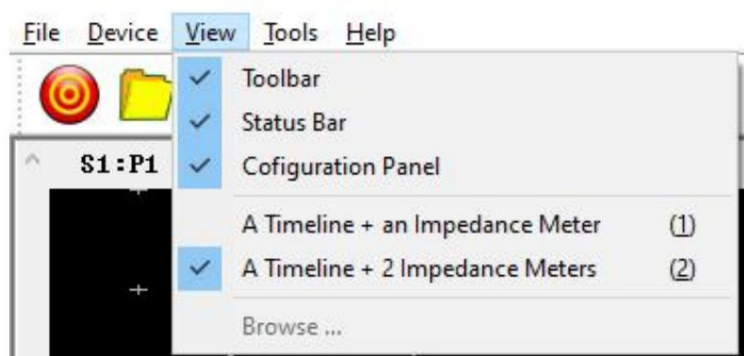 File Device View Tools Help
Toolbar
Status Bar
S1:P1
Cofiguration Panel
A Timeline + an Impedance Meter (1)
A Timeline + 2 Impedance Meters (2)
Browse ...